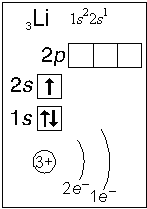 ₃Li 1s²2s¹
2p
2s ↑
1s ↑↓
3+
2e⁻ 1e⁻